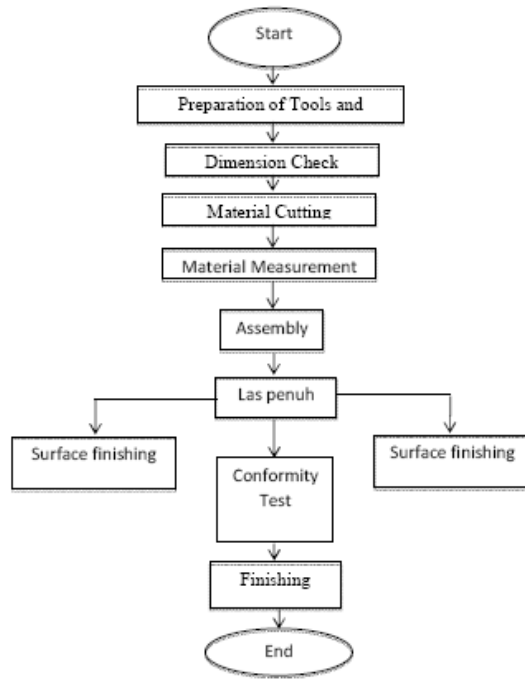 Start
Preparation of Tools and
Dimension Check
Material Cutting
Material Measurement
Assembly
Las penuh
Surface finishing
Conformity
Test
Surface finishing
Finishing
End